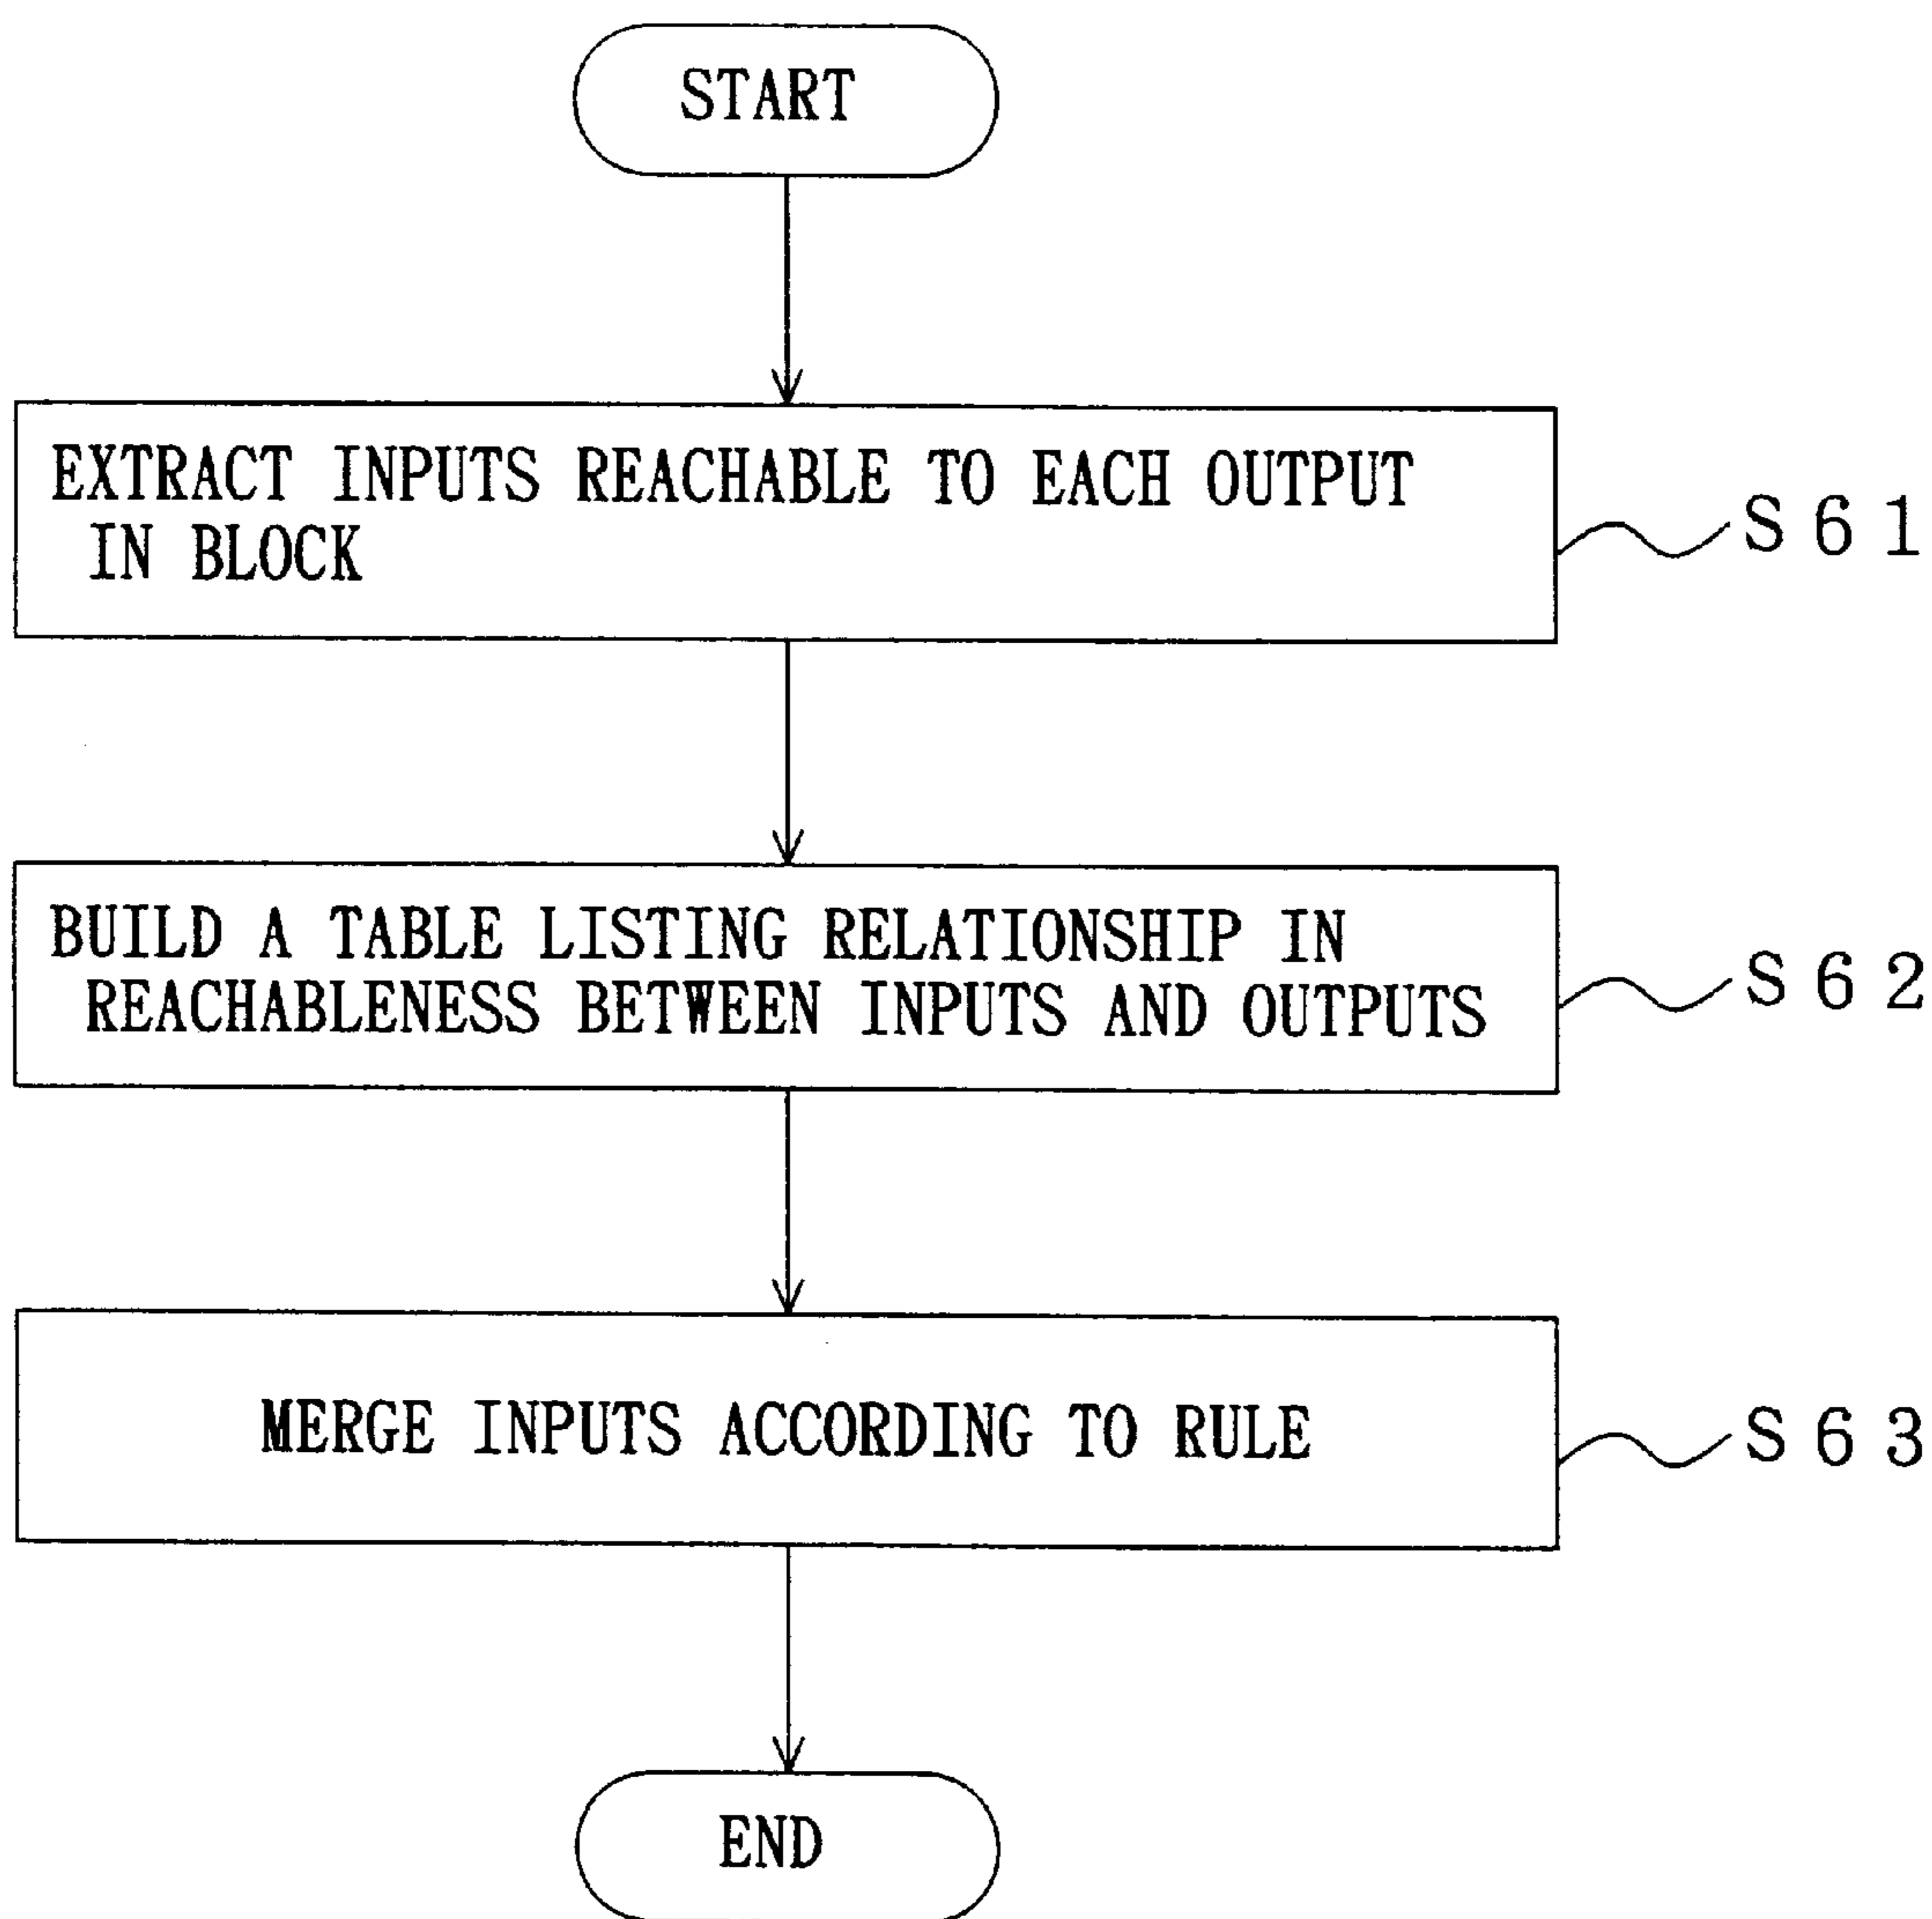 START
EXTRACT INPUTS REACHABLE TO EACH OUTPUT
IN BLOCK
S61
BUILD A TABLE LISTING RELATIONSHIP IN
REACHABLENESS BETWEEN INPUTS AND OUTPUTS
S62
MERGE INPUTS ACCORDING TO RULE
S63
END